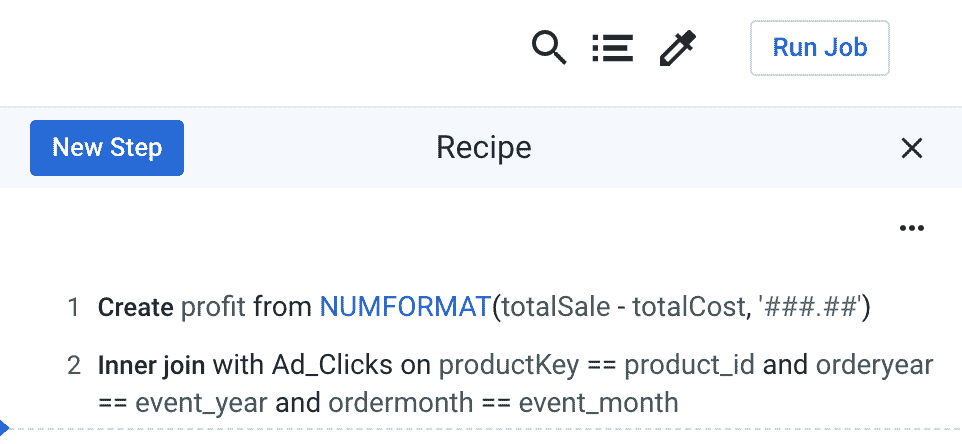 Run Job
New Step
Recipe
1 Create profit from NUMFORMAT(totalSale - totalCost, '###.##')
2 Inner join with Ad_Clicks on productKey == product_id and orderyear
== event_year and ordermonth == event_month